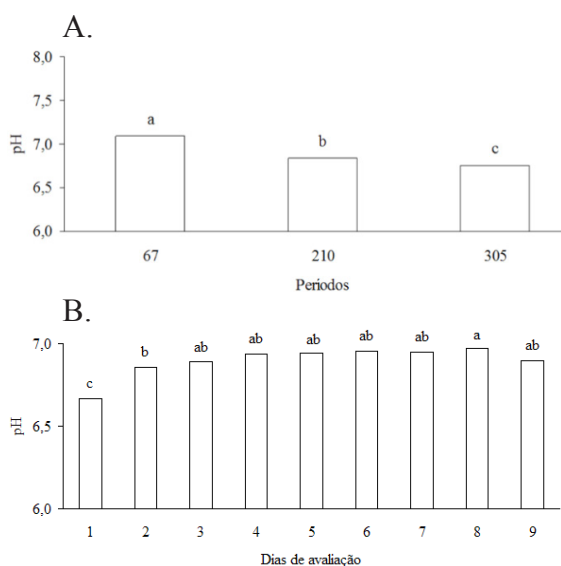 A.
8,0
7,5
7,0
6,5
6,0
pH
a
b
c
67 210 305
Períodos
B.
7,0
6,5
6,0
pH
c b ab ab ab ab ab a ab
1 2 3 4 5 6 7 8 9
Dias de avaliação